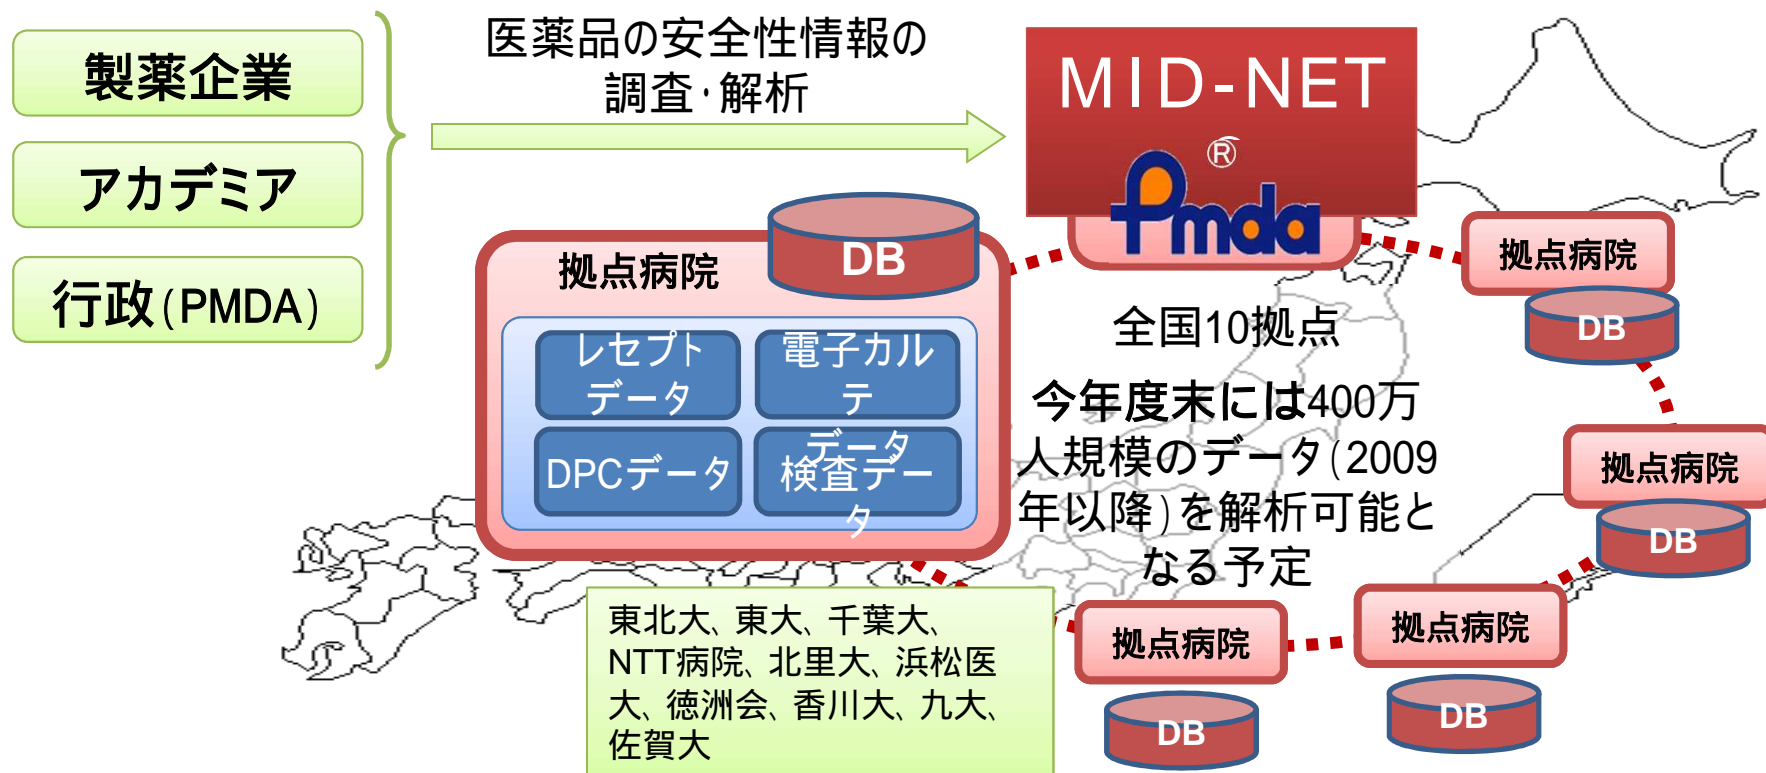 製薬企業
アカデミア
行政(PMDA)
医薬品の安全性情報の
調査・解析
MID-NET
®
Pmda
拠点病院
DB
レセプト
データ
電子カル
テ
データ
DPCデータ
検査デー
タ
全国10拠点
今年度末には400万
人規模のデータ(2009
年以降)を解析可能と
なる予定
拠点病院
DB
拠点病院
DB
拠点病院
DB
拠点病院
DB
東北大、東大、千葉大、
NTT病院、北里大、浜松医
大、徳洲会、香川大、九大、
佐賀大